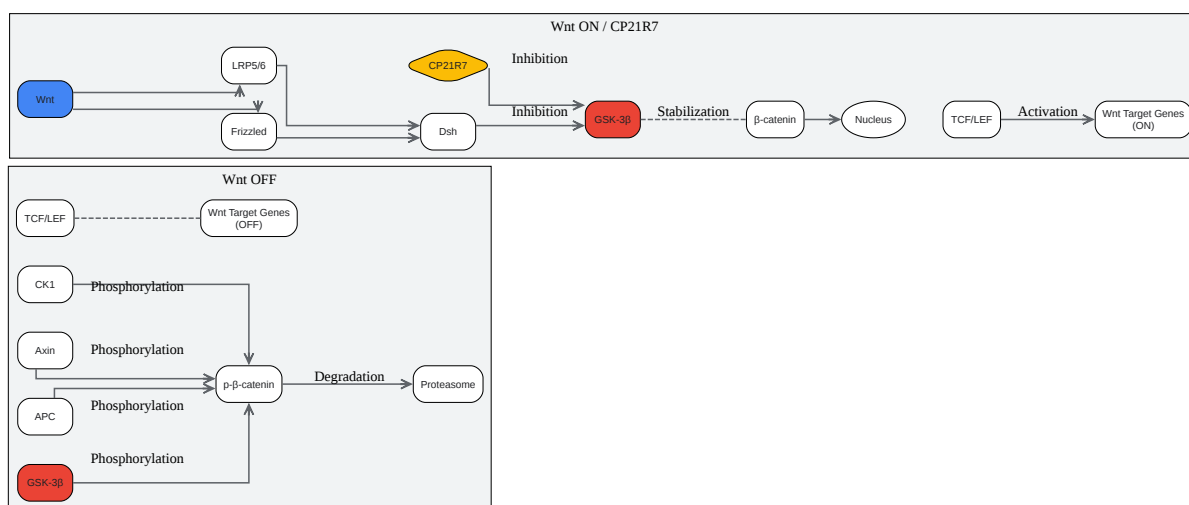 Wnt ON / CP21R7
LRP5/6
CP21R7
Inhibition
Wnt
Frizzled
Dsh
Inhibition
GSK-3β
Stabilization
β-catenin
Nucleus
TCF/LEF
Activation
Wnt Target Genes
(ON)
Wnt OFF
TCF/LEF
Wnt Target Genes
(OFF)
CK1
Phosphorylation
Axin
Phosphorylation
p-β-catenin
Degradation
Proteasome
APC
Phosphorylation
GSK-3β
Phosphorylation